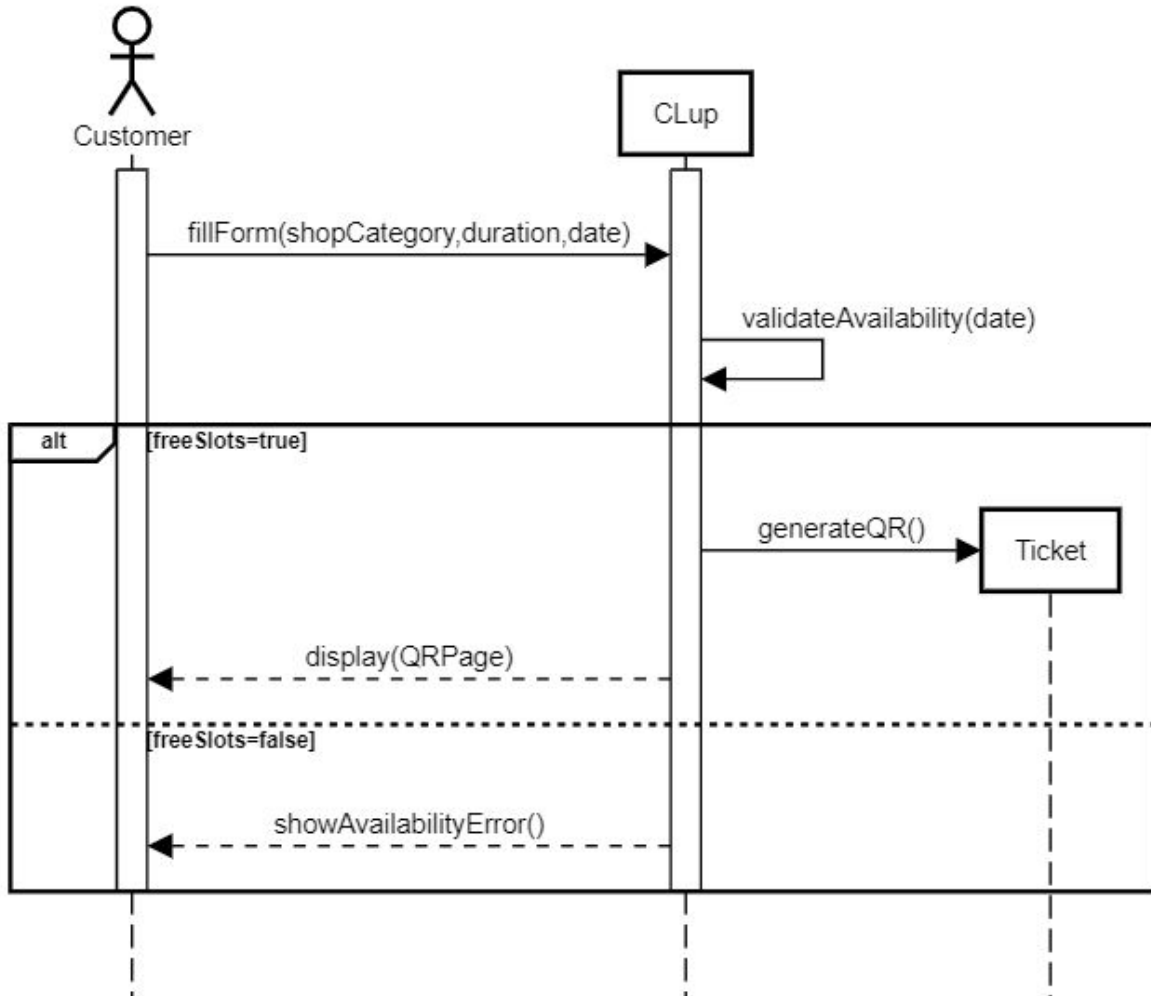 Customer
CLup
fillForm(shopCategory,duration,date)
validateAvailability(date)
alt
[freeSlots=true]
generateQR()
Ticket
display(QRPage)
[freeSlots=false]
showAvailabilityError()